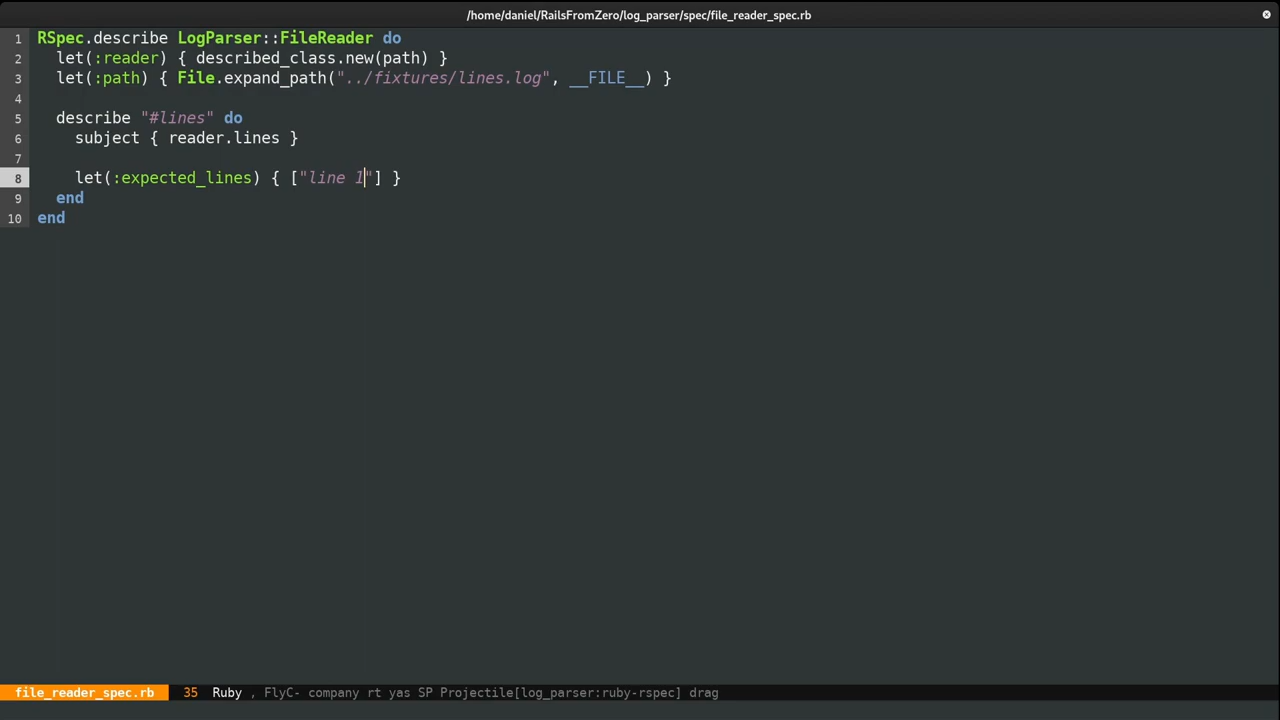 /home/daniel/RailsFromZero/log_parser/spec/file_reader_spec.rb
1 RSpec.describe LogParser::FileReader do
2   let(:reader) { described_class.new(path) }
3   let(:path) { File.expand_path("../fixtures/lines.log", __FILE__) }
4
5   describe "#lines" do
6     subject { reader.lines }
7
8     let(:expected_lines) { ["line 1"] }
9   end
10 end
file_reader_spec.rb 35 Ruby , FlyC- company rt yas SP Projectile[log_parser:ruby-rspec] drag